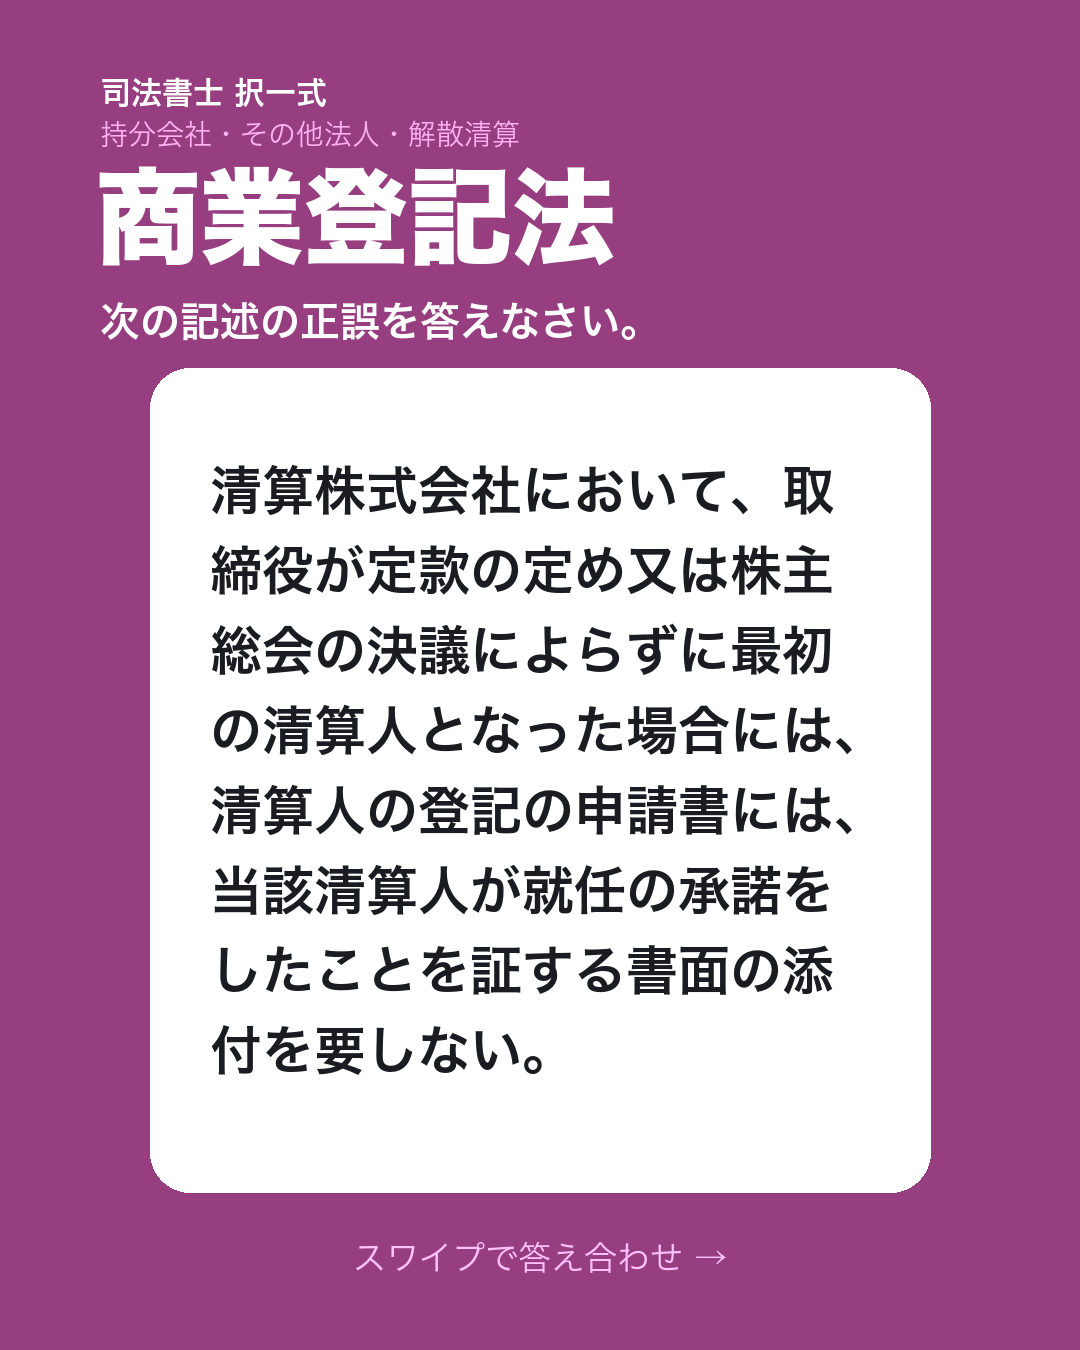 司法書士 択一式
持分会社・その他法人・解散清算
商業登記法
次の記述の正誤を答えなさい。
清算株式会社において、取
締役が定款の定め又は株主
総会の決議によらずに最初
の清算人となった場合には、
清算人の登記の申請書には、
当該清算人が就任の承諾を
したことを証する書面の添
付を要しない。
スワイプで答え合わせ →